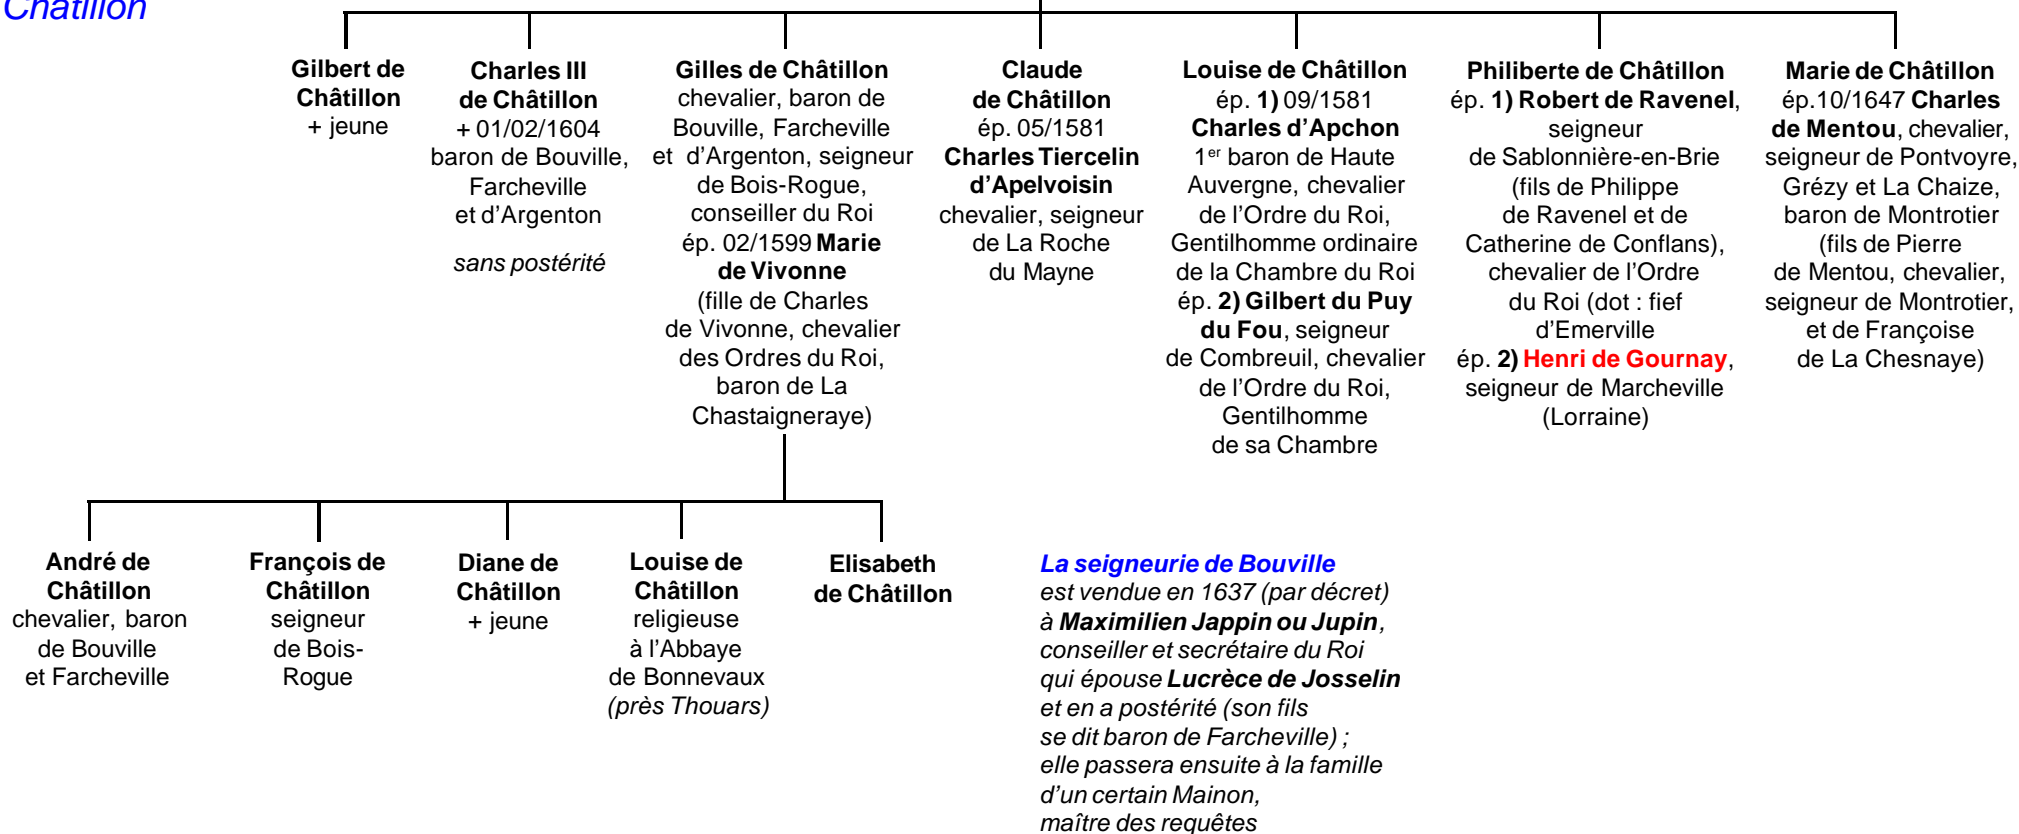 Châtillon
Gilbert de
Châtillon
+ jeune
Charles III
de Châtillon
+ 01/02/1604
baron de Bouville,
Farcheville
et d'Argenton
sans postérité
Gilles de Châtillon
chevalier, baron de
Bouville, Farcheville
et d'Argenton, seigneur
de Bois-Rogue,
conseiller du Roi
ép. 02/1599 Marie
de Vivonne
(fille de Charles
de Vivonne, chevalier
des Ordres du Roi,
baron de La
Chastaigneraye)
Claude
de Châtillon
ép. 05/1581
Charles Tiercelin
d'Apelvoisin
chevalier, seigneur
de La Roche
du Mayne
Louise de Châtillon
ép. 1) 09/1581
Charles d'Apchon
1er baron de Haute
Auvergne, chevalier
de l'Ordre du Roi,
Gentilhomme ordinaire
de la Chambre du Roi
ép. 2) Gilbert du Puy
du Fou, seigneur
de Combreuil, chevalier
de l'Ordre du Roi,
Gentilhomme
de sa Chambre
Philiberte de Châtillon
ép. 1) Robert de Ravenel,
seigneur
de Sablonnière-en-Brie
(fils de Philippe
de Ravenel et de
Catherine de Conflans),
chevalier de l'Ordre
du Roi (dot : fief
d'Emerville
ép. 2) Henri de Gournay,
seigneur de Marcheville
(Lorraine)
Marie de Châtillon
ép.10/1647 Charles
de Mentou, chevalier,
seigneur de Pontvoyre,
Grézy et La Chaize,
baron de Montrotier
(fils de Pierre
de Mentou, chevalier,
seigneur de Montrotier,
et de Françoise
de La Chesnaye)
André de
Châtillon
chevalier, baron
de Bouville
et Farcheville
François de
Châtillon
seigneur
de Bois-
Rogue
Diane de
Châtillon
+ jeune
Louise de
Châtillon
religieuse
à l'Abbaye
de Bonnevaux
(près Thouars)
Elisabeth
de Châtillon
La seigneurie de Bouville
est vendue en 1637 (par décret)
à Maximilien Jappin ou Jupin,
conseiller et secrétaire du Roi
qui épouse Lucrèce de Josselin
et en a postérité (son fils
se dit baron de Farcheville) ;
elle passera ensuite à la famille
d'un certain Mainon,
maître des requêtes